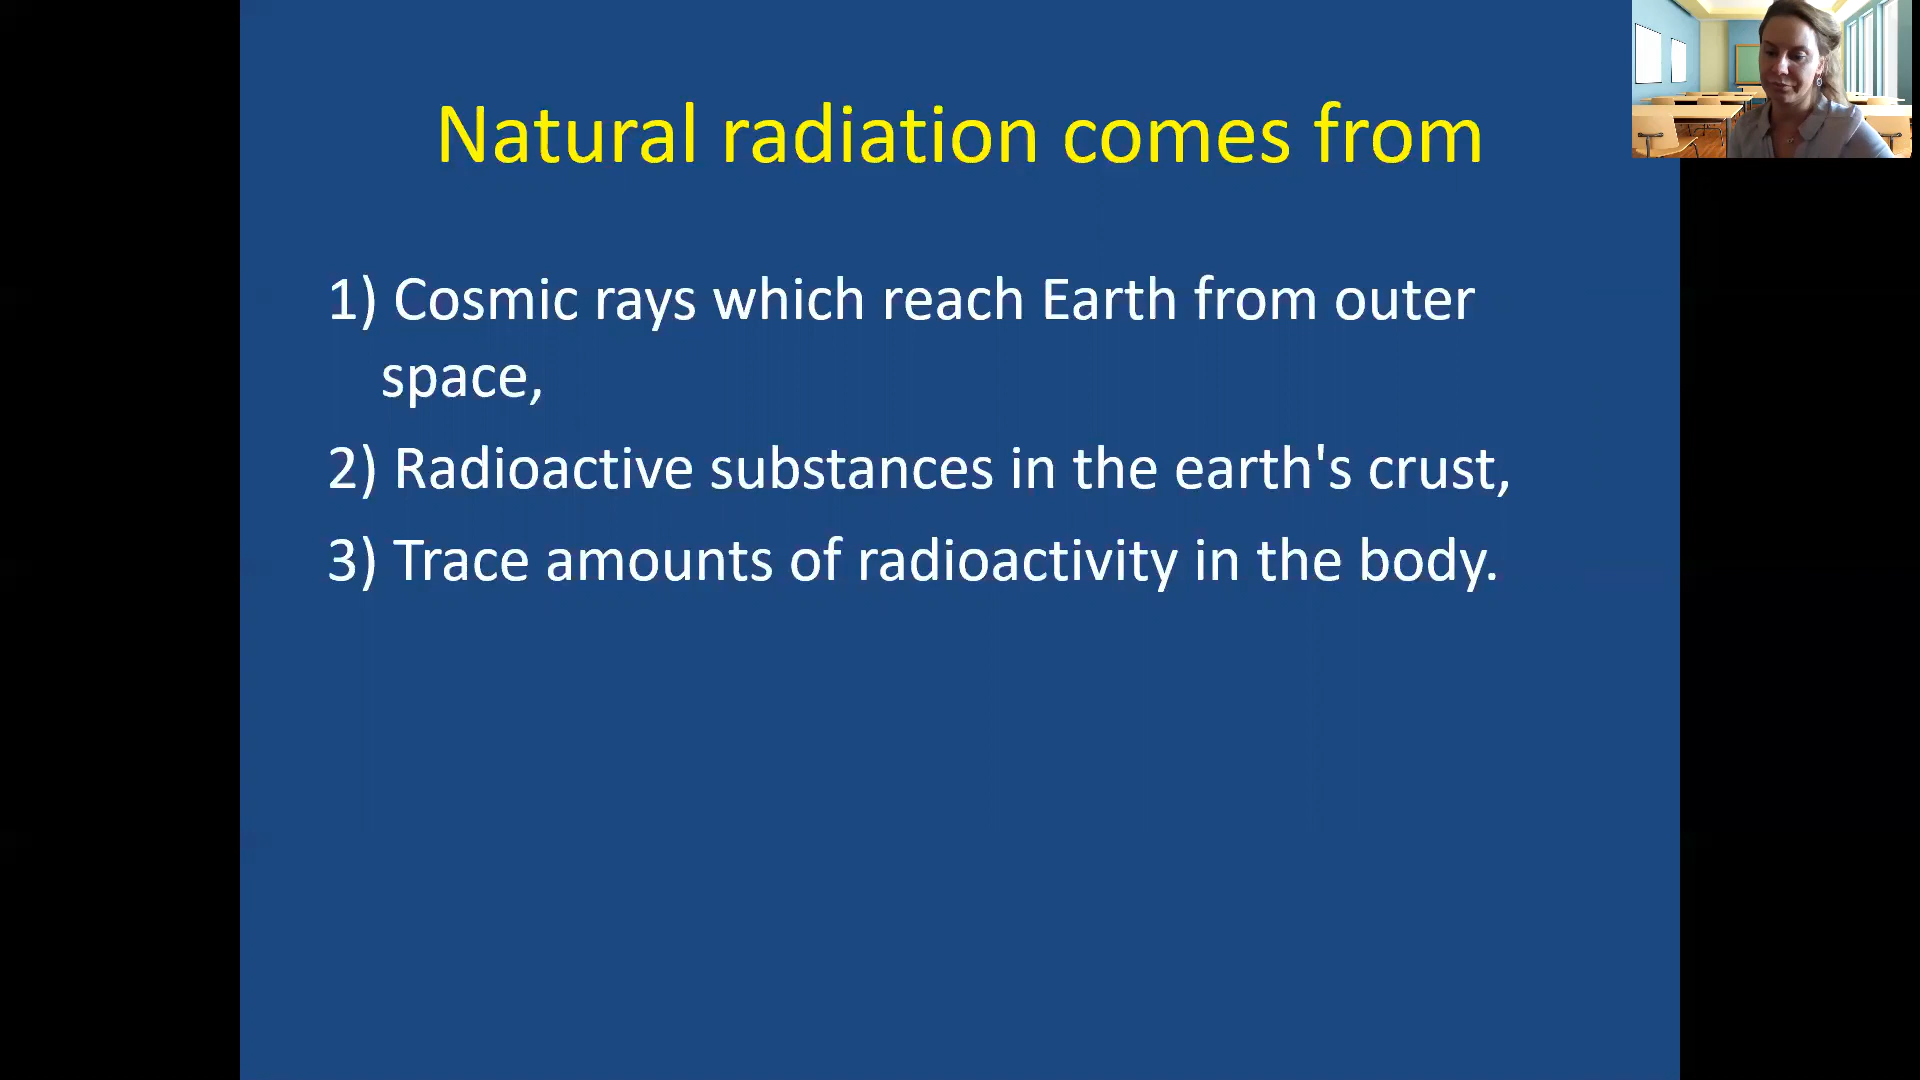 Natural radiation comes from
1) Cosmic rays which reach Earth from outer
space,
2) Radioactive substances in the earth's crust,
3) Trace amounts of radioactivity in the body.